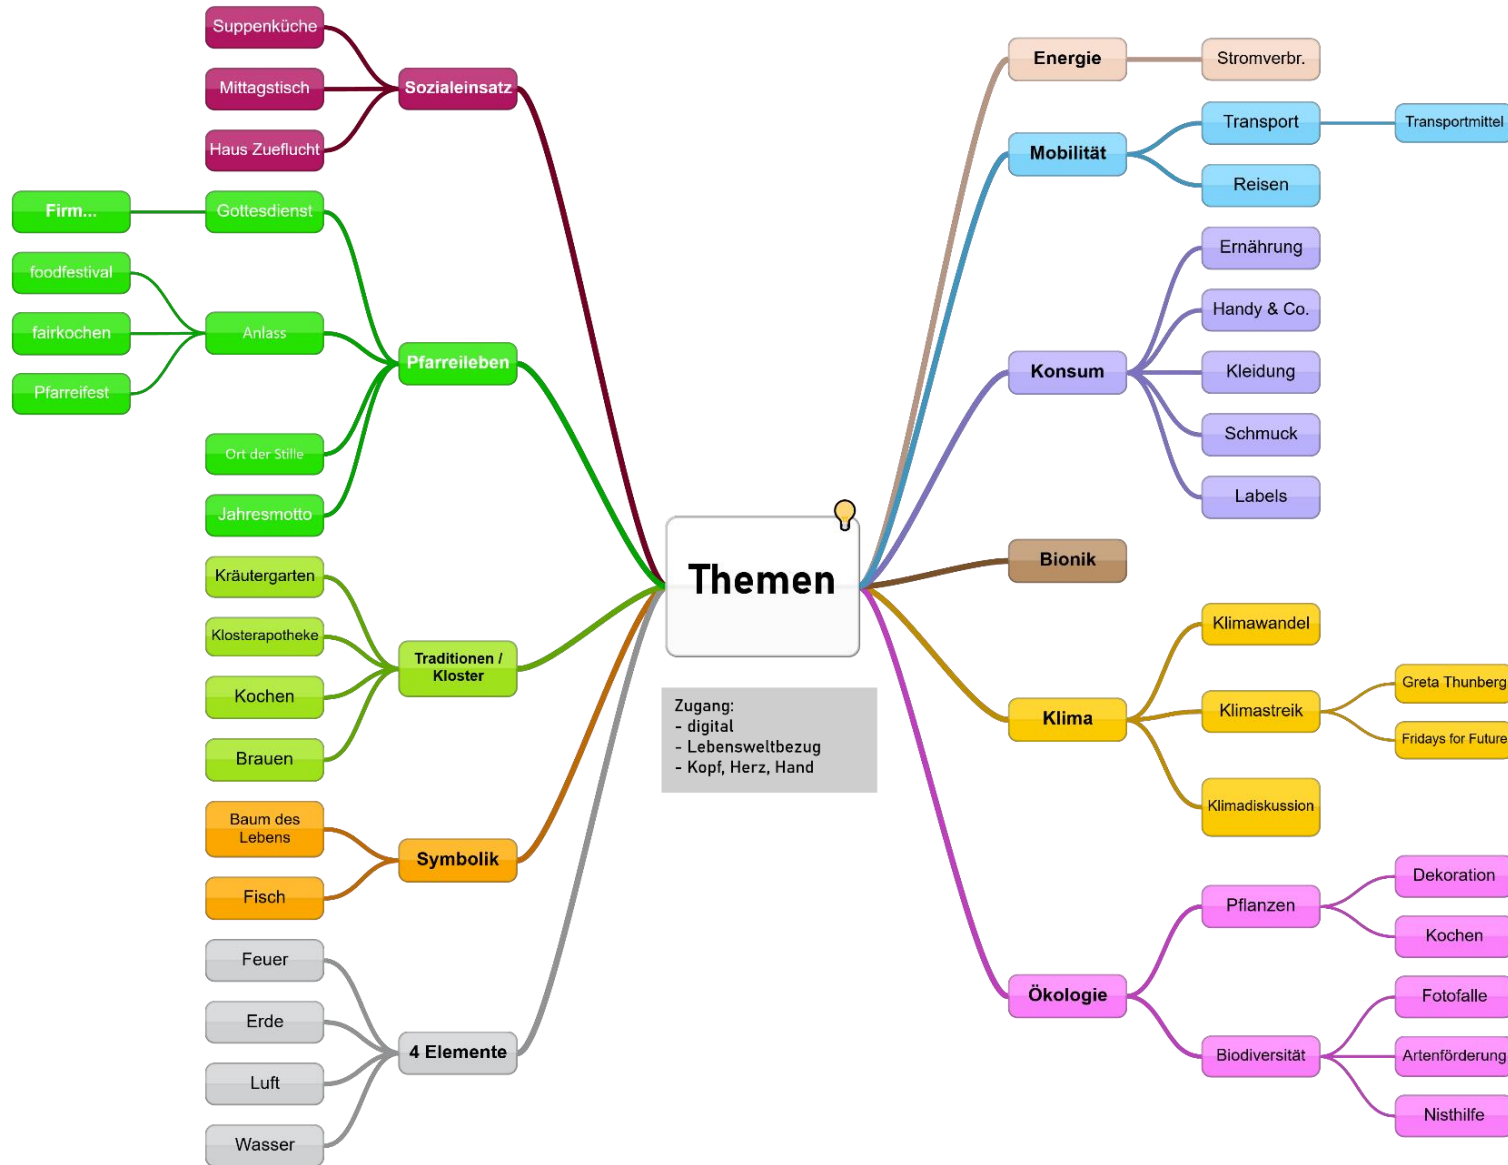 Themen
Zugang:
- digital
- Lebensweltbezug
- Kopf, Herz, Hand
Sozialeinsatz
Suppenküche
Mittagstisch
Haus Zueflucht
Pfarreileben
Gottesdienst
Firm...
Anlass
foodfestival
fairkochen
Pfarreifest
Ort der Stille
Jahresmotto
Traditionen /
Kloster
Kräutergarten
Klosterapotheke
Kochen
Brauen
Symbolik
Baum des
Lebens
Fisch
4 Elemente
Feuer
Erde
Luft
Wasser
Energie
Stromverbr.
Mobilität
Transport
Transportmittel
Reisen
Konsum
Ernährung
Handy & Co.
Kleidung
Schmuck
Labels
Bionik
Klima
Klimawandel
Klimastreik
Greta Thunberg
Fridays for Future
Klimadiskussion
Ökologie
Pflanzen
Dekoration
Kochen
Biodiversität
Fotofalle
Artenförderung
Nisthilfe